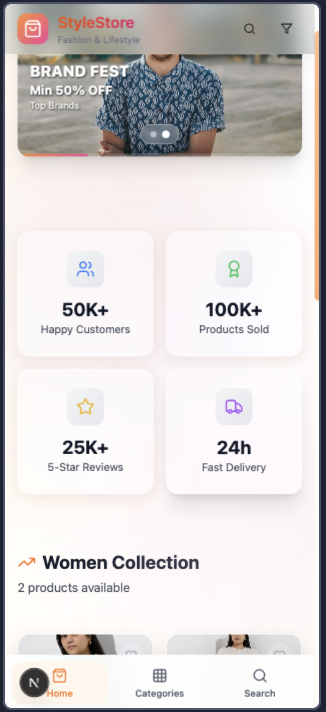 StyleStore
Fashion & Lifestyle
BRAND FEST
Min 50% OFF
Top Brands
50K+
Happy Customers
100K+
Products Sold
25K+
5-Star Reviews
24h
Fast Delivery
Women Collection
2 products available
N
Home
Categories
Search